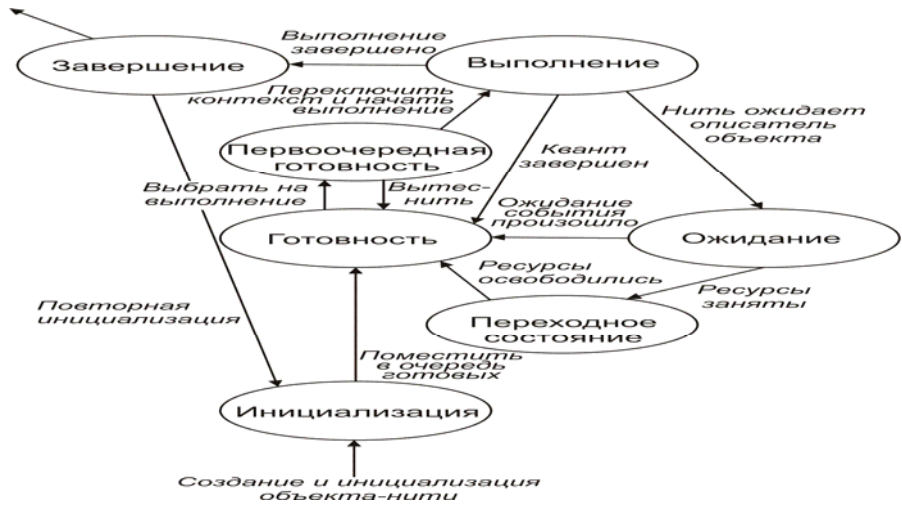 Выполнение
завершено
Завершение
Выполнение
Переключить
контекст и начать
выполнение
Нить ожидает
описатель
объекта
Первоочередная
готовность
Квант
завершен
Выбрать на
выполнение
Вытес-
нить
Ожидание
события
произошло
Готовность
Ожидание
Ресурсы
освободились
Ресурсы
заняты
Повторная
инициализация
Переходное
состояние
Поместить
в очередь
готовых
Инициализация
Создание и инициализация
объекта-нити